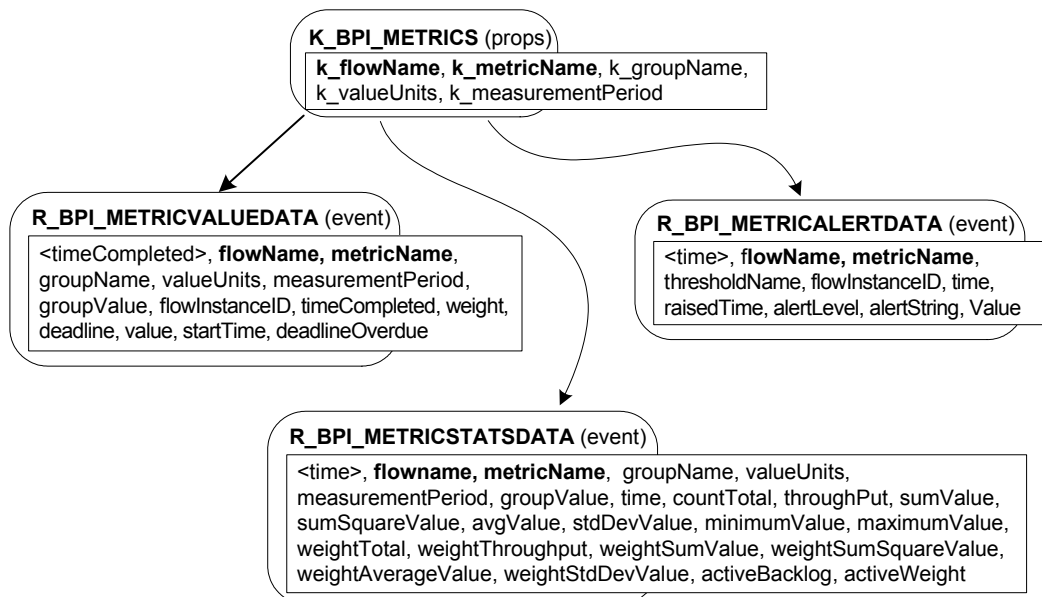 K_BPI_METRICS (props)
k_flowName, k_metricName, k_groupName,
k_valueUnits, k_measurementPeriod
R_BPI_METRICVALUEDATA (event)
<timeCompleted>, flowName, metricName,
groupName, valueUnits, measurementPeriod,
groupValue, flowInstanceID, timeCompleted, weight,
deadline, value, startTime, deadlineOverdue
R_BPI_METRICALERTDATA (event)
<time>, flowName, metricName,
thresholdName, flowInstanceID, time,
raisedTime, alertLevel, alertString, Value
R_BPI_METRICSTATSDATA (event)
<time>, flowname, metricName, groupName, valueUnits,
measurementPeriod, groupValue, time, countTotal, throughPut, sumValue,
sumSquareValue, avgValue, stdDevValue, minimumValue, maximumValue,
weightTotal, weightThroughput, weightSumValue, weightSumSquareValue,
weightAverageValue, weightStdDevValue, activeBacklog, activeWeight